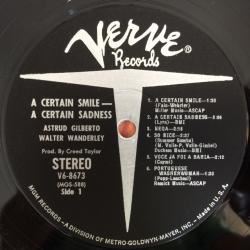 Verve
Records
A CERTAIN SMILE—
A CERTAIN SADNESS
ASTRUD GILBERTO
WALTER WANDERLEY
Prod. by Creed Taylor
STEREO
V6-8673
(MGS-588)
Side 1
1. A CERTAIN SMILE—
(Fain-Webster)
Miller Music—ASCAP
2. A CERTAIN SADNESS—
(Lyra)—BMI
3. NEGA—
4. SO NICE—
(Summer Samba)
(M. Valle-P. Valle-Gimbel)
Duchess Music—BMI
5. VOCE JA FOI A BAHIA—
(Caymi)
6. PORTUGUESE
WASHERWOMAN—
(Popp-Lucchesi)
Remick Music—ASCAP
MGM RECORDS — A DIVISION OF METRO-GOLDWYN-MAYER, INC.
MADE IN U.S.A.